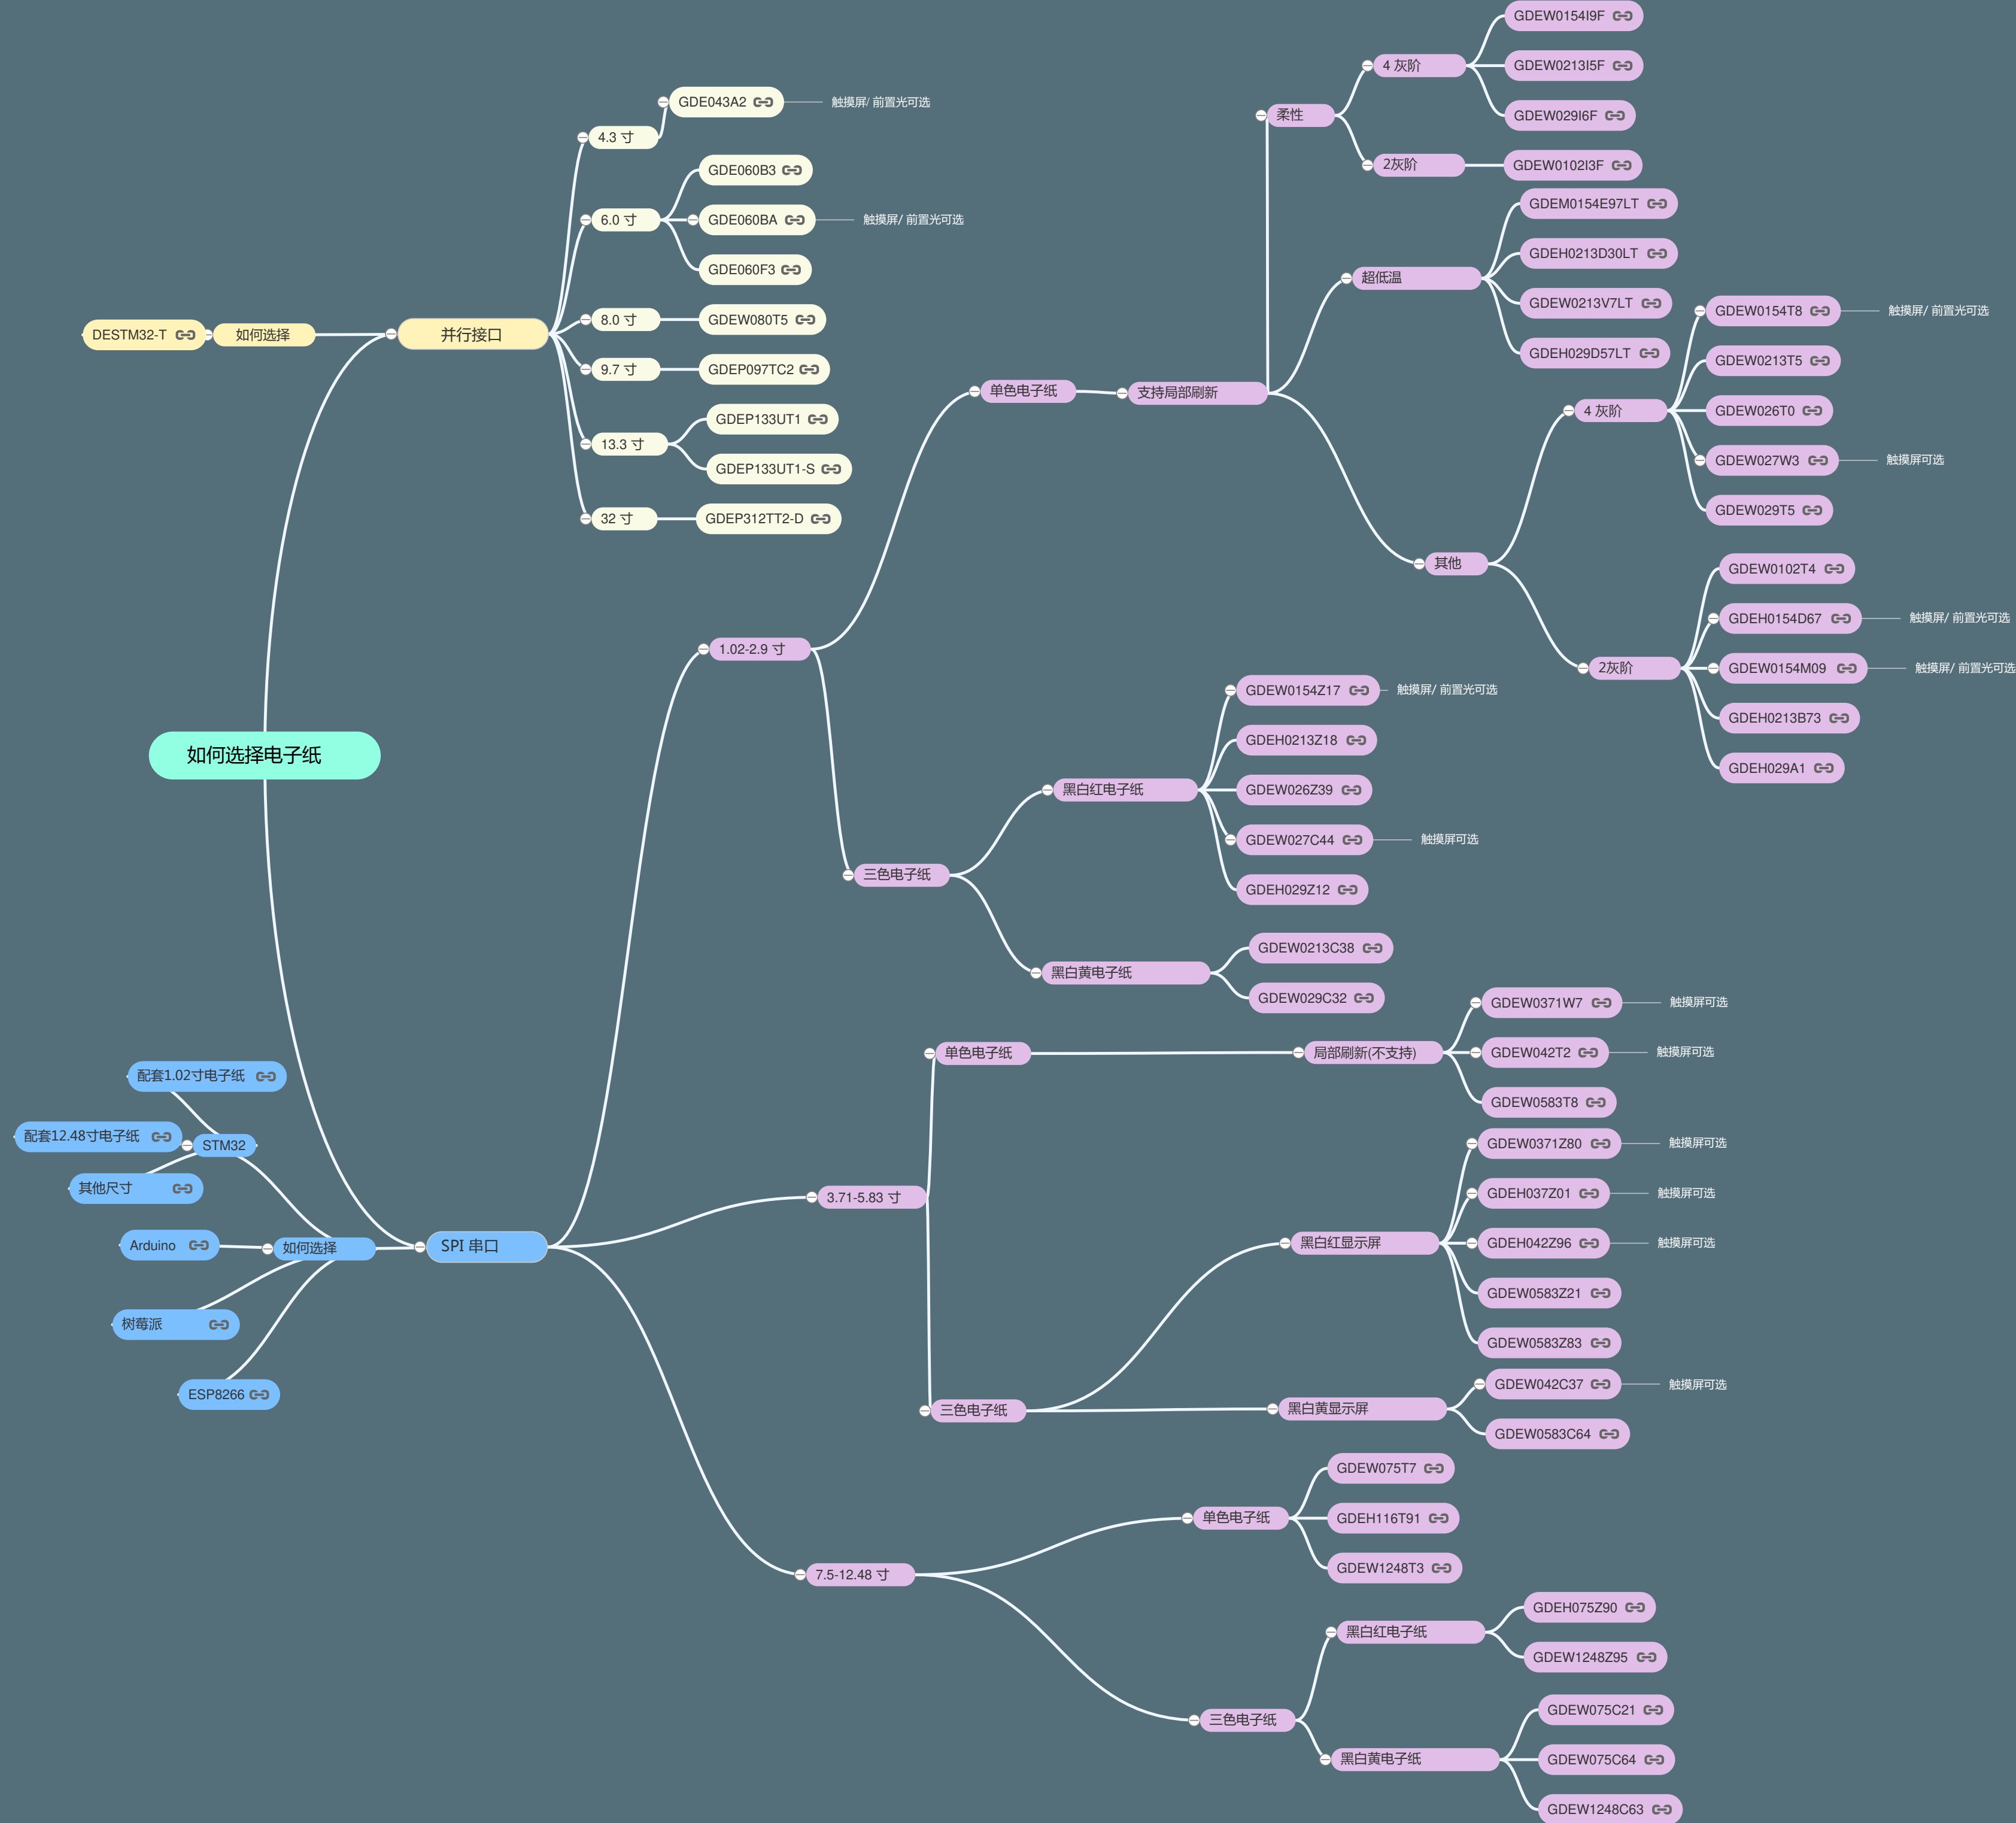 如何选择电子纸
并行接口
如何选择
DESTM32-T
4.3 寸
GDE043A2
触摸屏/ 前置光可选
6.0 寸
GDE060B3
GDE060BA
触摸屏/ 前置光可选
GDE060F3
8.0 寸
GDEW080T5
9.7 寸
GDEP097TC2
13.3 寸
GDEP133UT1
GDEP133UT1-S
32 寸
GDEP312TT2-D
SPI 串口
如何选择
STM32
配套1.02寸电子纸
配套12.48寸电子纸
其他尺寸
Arduino
树莓派
ESP8266
1.02-2.9 寸
单色电子纸
支持局部刷新
柔性
4 灰阶
GDEW0154I9F
GDEW0213I5F
GDEW029I6F
2灰阶
GDEW0102I3F
超低温
GDEM0154E97LT
GDEH0213D30LT
GDEW0213V7LT
GDEH029D57LT
其他
4 灰阶
GDEW0154T8
触摸屏/ 前置光可选
GDEW0213T5
GDEW026T0
GDEW027W3
触摸屏可选
GDEW029T5
2灰阶
GDEW0102T4
GDEH0154D67
触摸屏/ 前置光可选
GDEW0154M09
触摸屏/ 前置光可选
GDEH0213B73
GDEH029A1
三色电子纸
黑白红电子纸
GDEW0154Z17
触摸屏/ 前置光可选
GDEH0213Z18
GDEW026Z39
GDEW027C44
触摸屏可选
GDEH029Z12
黑白黄电子纸
GDEW0213C38
GDEW029C32
3.71-5.83 寸
单色电子纸
局部刷新(不支持)
GDEW0371W7
触摸屏可选
GDEW042T2
触摸屏可选
GDEW0583T8
三色电子纸
黑白红显示屏
GDEW0371Z80
触摸屏可选
GDEH037Z01
触摸屏可选
GDEH042Z96
触摸屏可选
GDEW0583Z21
GDEW0583Z83
黑白黄显示屏
GDEW042C37
触摸屏可选
GDEW0583C64
7.5-12.48 寸
单色电子纸
GDEW075T7
GDEH116T91
GDEW1248T3
三色电子纸
黑白红电子纸
GDEH075Z90
GDEW1248Z95
黑白黄电子纸
GDEW075C21
GDEW075C64
GDEW1248C63